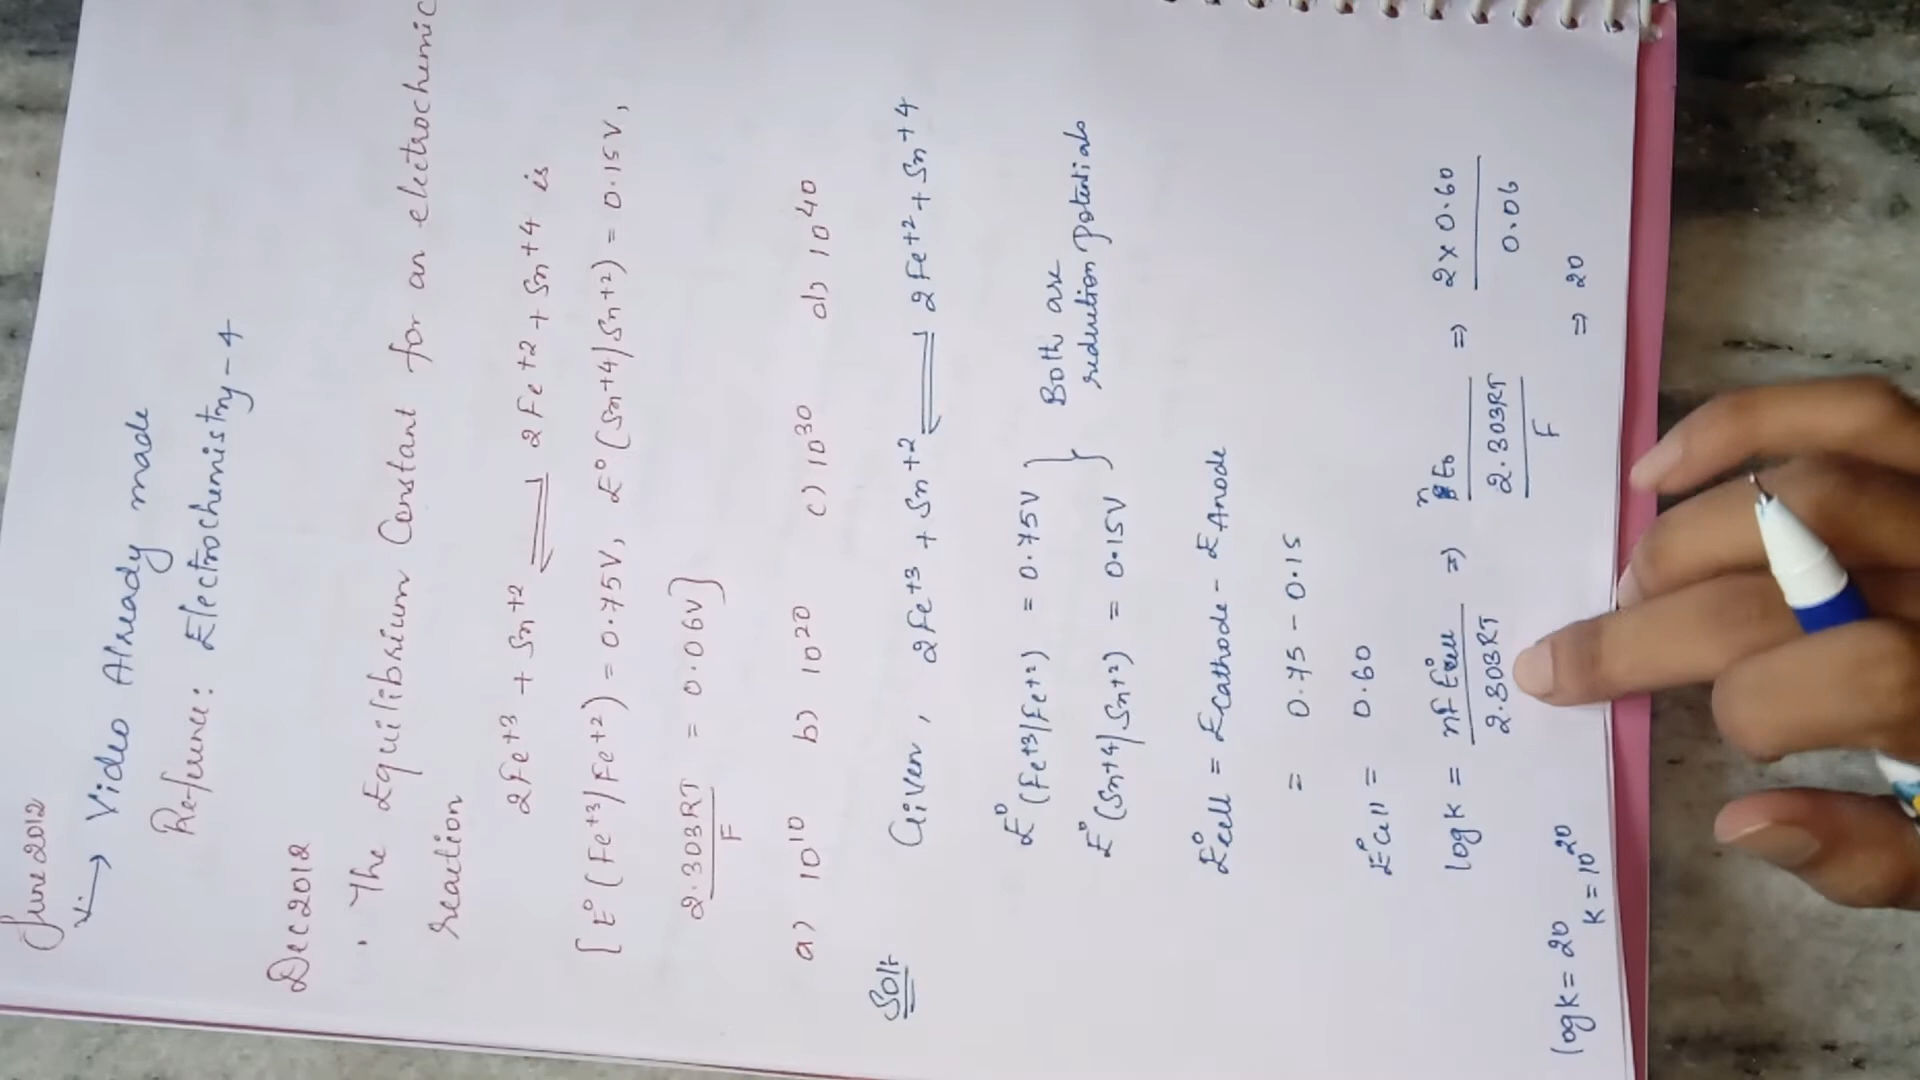 June 2012
→ Video Already made
Reference: Electrochemistry-4
Dec 2012
• The Equilibrium Constant for an electrochemic
reaction
2Fe+3 + Sn+2 ⇌ 2Fe+2 + Sn+4 is
[E°(Fe+3/Fe+2) = 0.75V, E°(Sn+4/Sn+2) = 0.15V,
2.303RT/F = 0.06V]
a) 10^10 b) 10^20 c) 10^30 d) 10^40
Soln
Given, 2Fe+3 + Sn+2 ⇌ 2Fe+2 + Sn+4
E°(Fe+3/Fe+2) = 0.75V } Both are
E°(Sn+4/Sn+2) = 0.15V } reduction potentials
E°cell = ECathode - EAnode
= 0.75 - 0.15
E°Cell = 0.60
log K = nFE°cell/2.303RT ⇒ nE0/(2.303RT/F) ⇒ 2×0.60/0.06
⇒ 20
log K = 20
K = 10^20